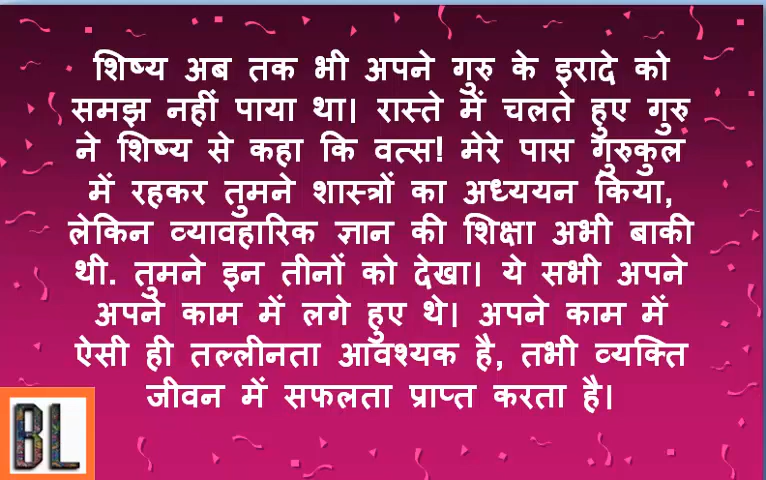 शिष्य अब तक भी अपने गुरु के इरादे को
समझ नहीं पाया था। रास्ते में चलते हुए गुरु
ने शिष्य से कहा कि वत्स! मेरे पास गुरुकुल
में रहकर तुमने शास्त्रों का अध्ययन किया,
लेकिन व्यावहारिक ज्ञान की शिक्षा अभी बाकी
थी. तुमने इन तीनों को देखा। ये सभी अपने
अपने काम में लगे हुए थे। अपने काम में
ऐसी ही तल्लीनता आवश्यक है, तभी व्यक्ति
जीवन में सफलता प्राप्त करता है।
BL